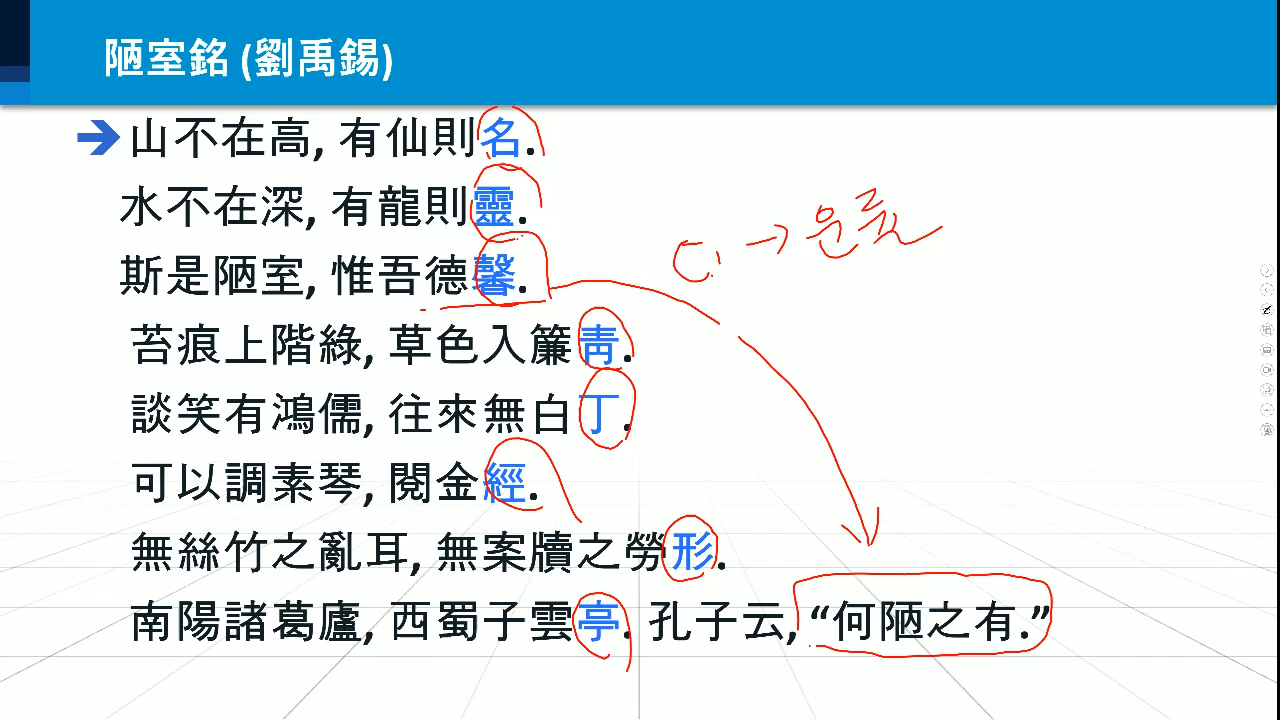 陋室銘 (劉禹錫)
山不在高, 有仙則名.
水不在深, 有龍則靈.
斯是陋室, 惟吾德馨.
苔痕上階綠, 草色入簾靑.
談笑有鴻儒, 往來無白丁.
可以調素琴, 閱金經.
無絲竹之亂耳, 無案牘之勞形.
南陽諸葛廬, 西蜀子雲亭. 孔子云, “何陋之有.”